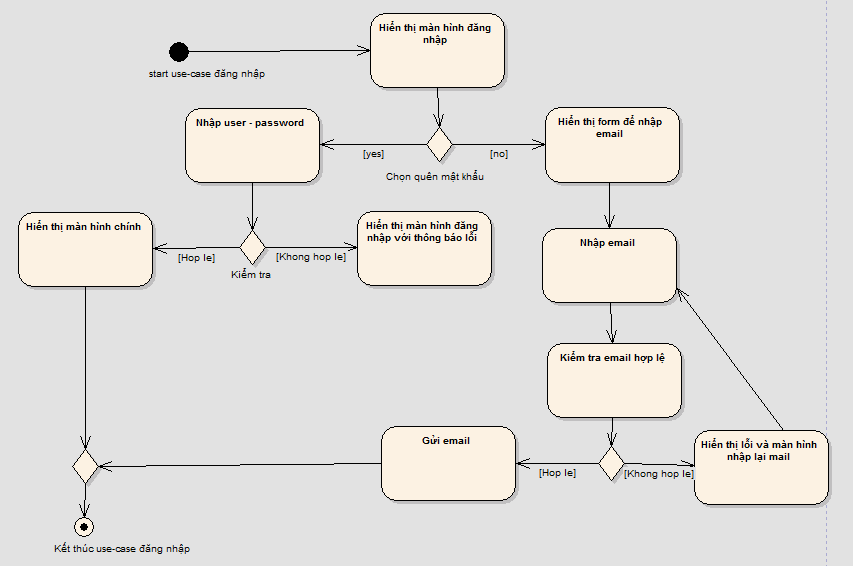 Hiển thị màn hình đăng
nhập
start use-case đăng nhập
Nhập user - password
Hiển thị form để nhập
email
[yes]
[no]
Chọn quên mật khẩu
Hiển thị màn hình chính
Hiển thị màn hình đăng
nhập với thông báo lỗi
Nhập email
[Hop le]
[Khong hop le]
Kiểm tra
Kiểm tra email hợp lệ
Gửi email
Hiển thị lỗi và màn hình
nhập lại mail
[Hop le]
[Khong hop le]
Kết thúc use-case đăng nhập